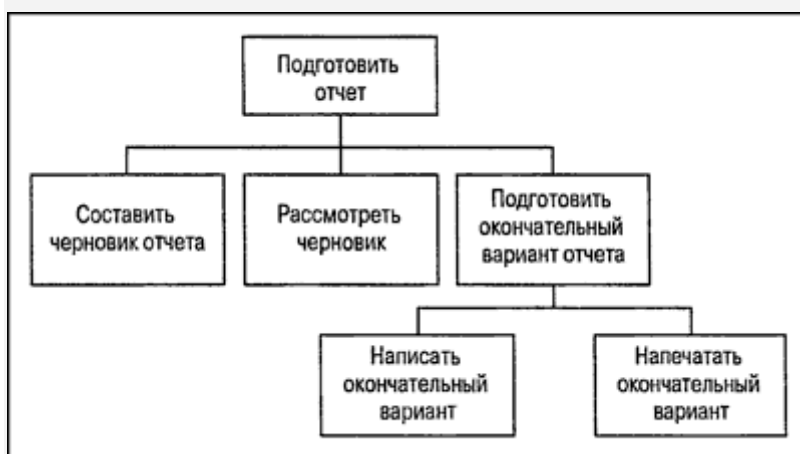 Подготовить
отчет
Составить
черновик отчета
Рассмотреть
черновик
Подготовить
окончательный
вариант отчета
Написать
окончательный
вариант
Напечатать
окончательный
вариант